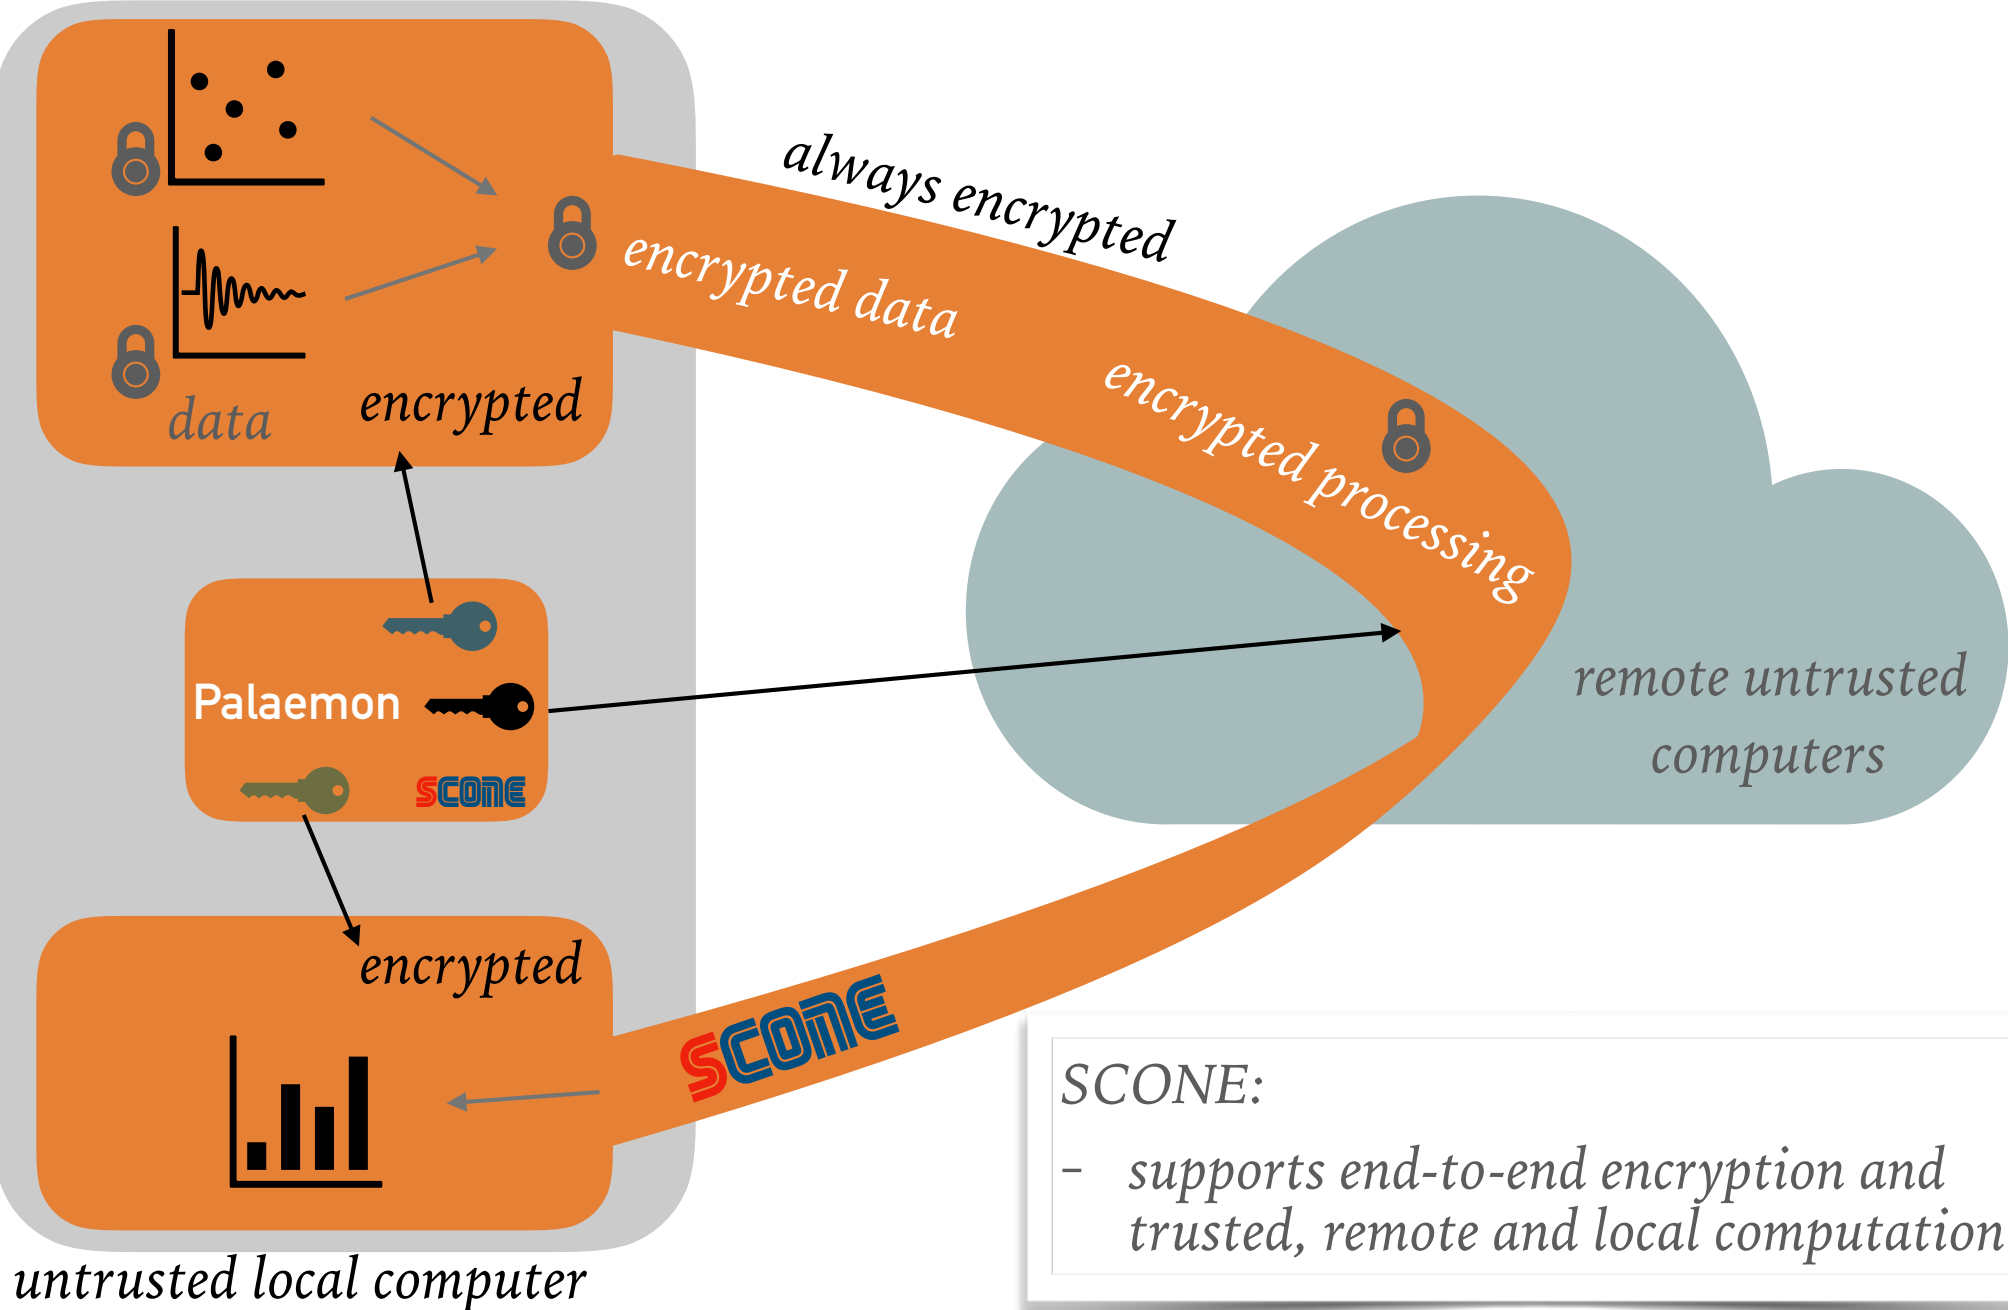 always encrypted
encrypted data
encrypted processing
data
encrypted
Palaemon
SCONE
remote untrusted
computers
encrypted
SCONE
SCONE:
- supports end-to-end encryption and
trusted, remote and local computation
untrusted local computer